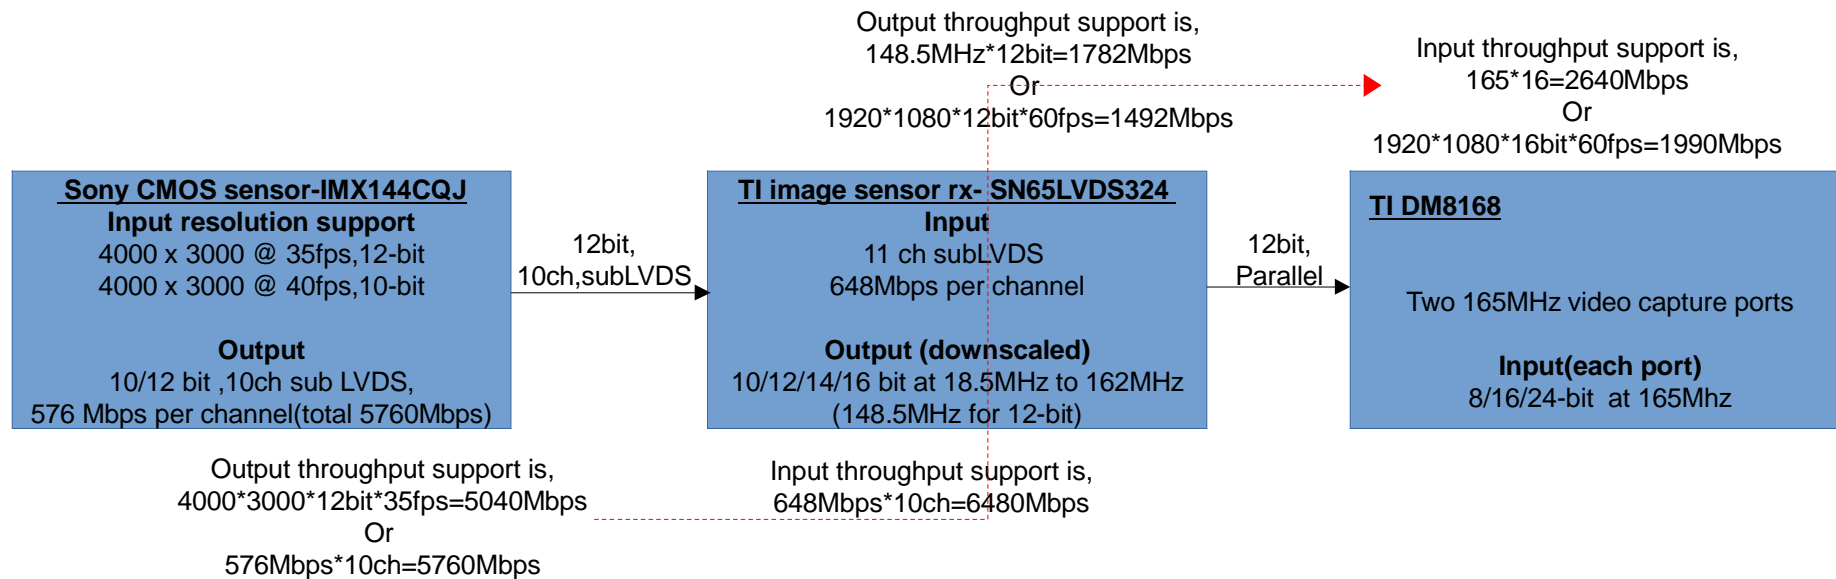 Output throughput support is,
148.5MHz*12bit=1782Mbps
Or
1920*1080*12bit*60fps=1492Mbps
Input throughput support is,
165*16=2640Mbps
Or
1920*1080*16bit*60fps=1990Mbps
Sony CMOS sensor-IMX144CQJ
Input resolution support
4000 x 3000 @ 35fps,12-bit
4000 x 3000 @ 40fps,10-bit
Output
10/12 bit ,10ch sub LVDS,
576 Mbps per channel(total 5760Mbps)
12bit,
10ch,subLVDS
TI image sensor rx- SN65LVDS324
Input
11 ch subLVDS
648Mbps per channel
Output (downscaled)
10/12/14/16 bit at 18.5MHz to 162MHz
(148.5MHz for 12-bit)
12bit,
Parallel
TI DM8168
Two 165MHz video capture ports
Input(each port)
8/16/24-bit at 165Mhz
Output throughput support is,
4000*3000*12bit*35fps=5040Mbps
Or
576Mbps*10ch=5760Mbps
Input throughput support is,
648Mbps*10ch=6480Mbps